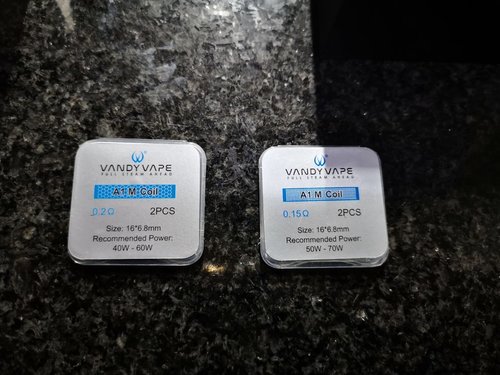 VANDY VAPE
FULL STEAM AHEAD
A1 M Coil
0.2Ω 2PCS
Size: 16*6.8mm
Recommended Power:
40W - 60W
VANDY VAPE
FULL STEAM AHEAD
A1 M Coil
0.15Ω 2PCS
Size: 16*6.8mm
Recommended Power:
50W - 70W